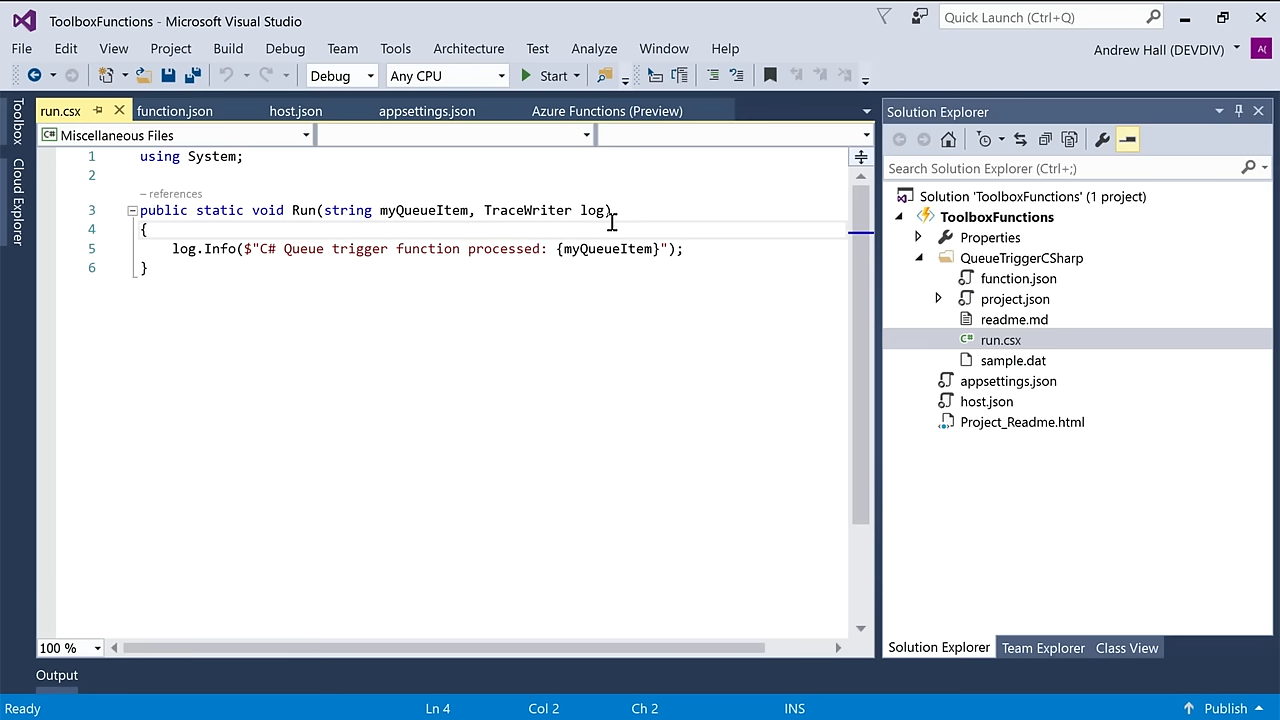 ToolboxFunctions - Microsoft Visual Studio
Quick Launch (Ctrl+Q)
File Edit View Project Build Debug Team Tools Architecture Test Analyze Window Help
Andrew Hall (DEVDIV)
A(
Debug Any CPU Start
Toolbox
Cloud Explorer
run.csx function.json host.json appsettings.json Azure Functions (Preview)
C# Miscellaneous Files
1 using System;
2
– references
3 public static void Run(string myQueueItem, TraceWriter log)
4 {
5 log.Info($"C# Queue trigger function processed: {myQueueItem}");
6 }
100 %
Solution Explorer
Search Solution Explorer (Ctrl+;)
Solution 'ToolboxFunctions' (1 project)
ToolboxFunctions
Properties
QueueTriggerCSharp
function.json
project.json
readme.md
C# run.csx
sample.dat
appsettings.json
host.json
Project_Readme.html
Solution Explorer Team Explorer Class View
Output
Ready Ln 4 Col 2 Ch 2 INS Publish